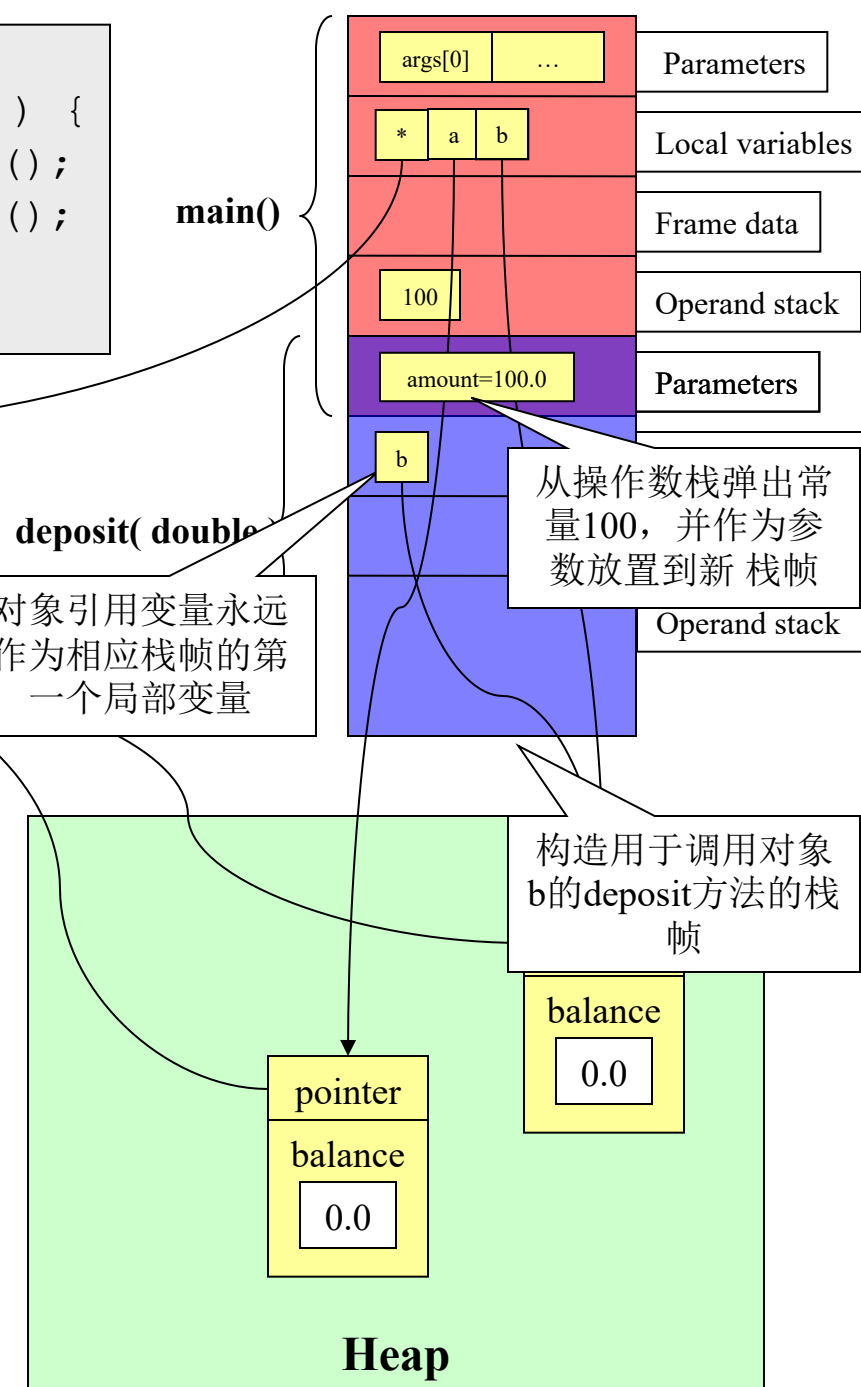 ) {
();
();
main()
args[0]
…
Parameters
*
a
b
Local variables
Frame data
100
Operand stack
amount=100.0
Parameters
b
deposit( double )
从操作数栈弹出常
量100，并作为参
数放置到新 栈帧
对象引用变量永远
作为相应栈帧的第
一个局部变量
Operand stack
构造用于调用对象
b的deposit方法的栈
帧
balance
0.0
pointer
balance
0.0
Heap